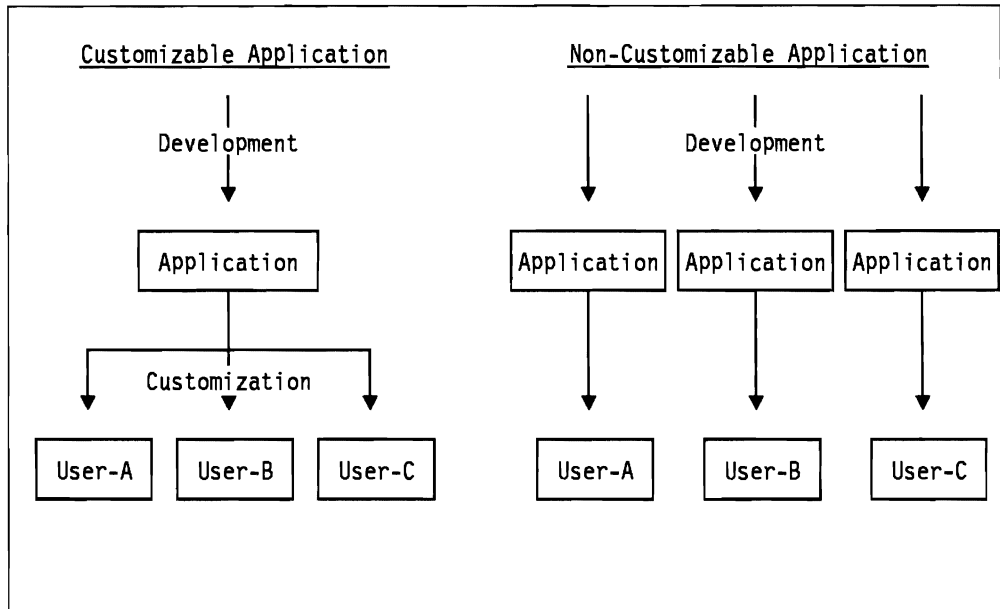 Customizable Application
Development
Application
Customization
User-A User-B User-C
Non-Customizable Application
Development
Application Application Application
User-A User-B User-C